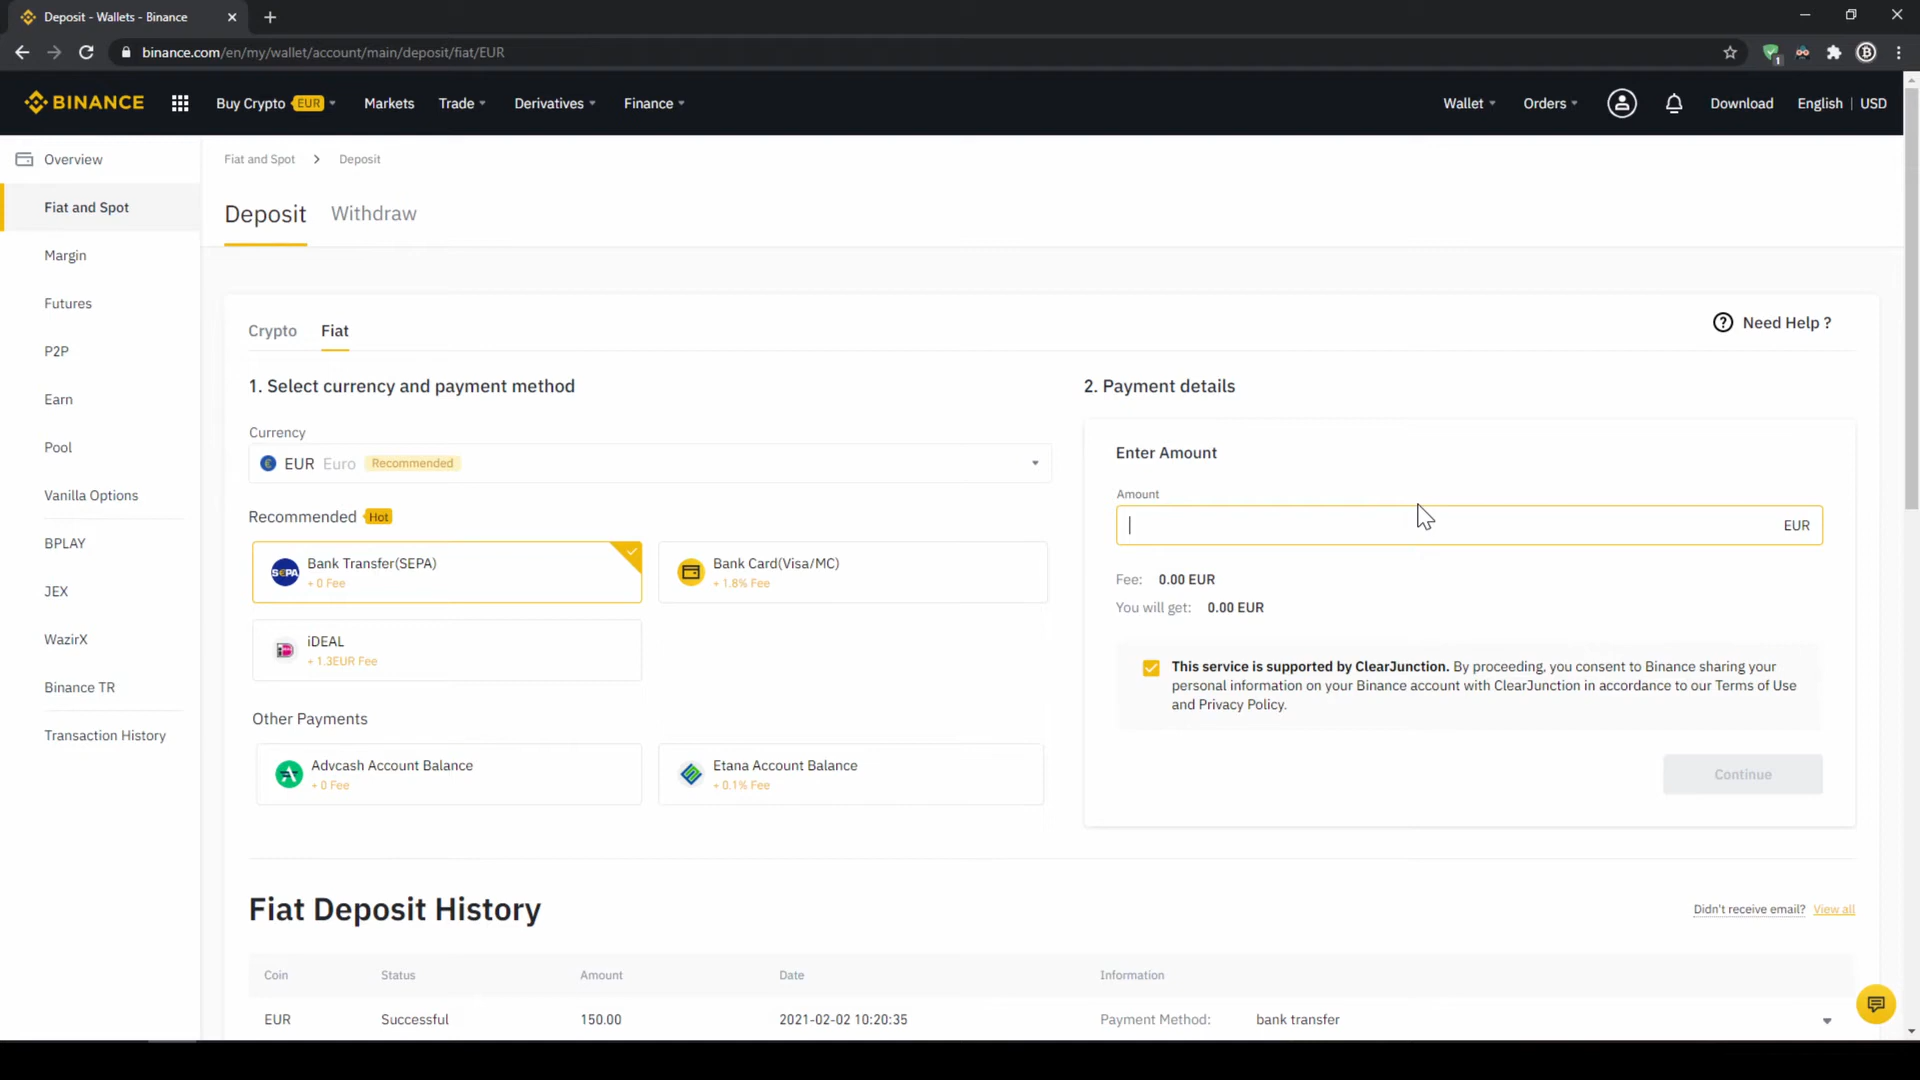 Deposit - Wallets - Binance
binance.com/en/my/wallet/account/main/deposit/fiat/EUR
1
BINANCE
Buy Crypto EUR
Markets
Trade
Derivatives
Finance
Wallet
Orders
Download
English | USD
Overview
Fiat and Spot
Margin
Futures
P2P
Earn
Pool
Vanilla Options
BPLAY
JEX
WazirX
Binance TR
Transaction History
Fiat and Spot > Deposit
Deposit
Withdraw
Crypto
Fiat
Need Help ?
1. Select currency and payment method
Currency
EUR Euro Recommended
Recommended Hot
SEPA
Bank Transfer(SEPA)
+ 0 Fee
Bank Card(Visa/MC)
+ 1.8% Fee
iDEAL
+ 1.3EUR Fee
Other Payments
Advcash Account Balance
+ 0 Fee
Etana Account Balance
+ 0.1% Fee
2. Payment details
Enter Amount
Amount
EUR
Fee: 0.00 EUR
You will get: 0.00 EUR
This service is supported by ClearJunction. By proceeding, you consent to Binance sharing your
personal information on your Binance account with ClearJunction in accordance to our Terms of Use
and Privacy Policy.
Continue
Fiat Deposit History
Didn't receive email? View all
Coin Status Amount Date Information
EUR Successful 150.00 2021-02-02 10:20:35 Payment Method: bank transfer